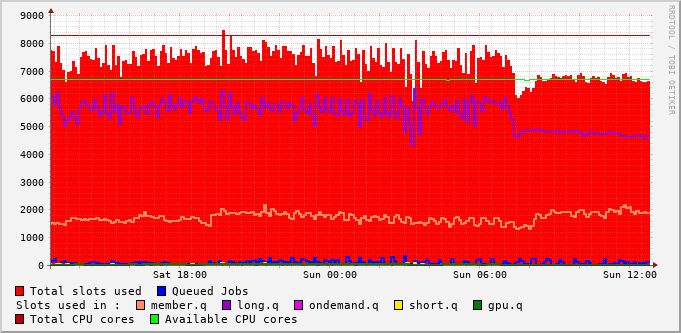 9000
8000
7000
6000
5000
4000
3000
2000
1000
0
Sat 18:00 Sun 00:00 Sun 06:00 Sun 12:00
Total slots used Queued Jobs
Slots used in : member.q long.q ondemand.q short.q gpu.q
Total CPU cores Available CPU cores
RRDTOOL / TOBI OETIKER